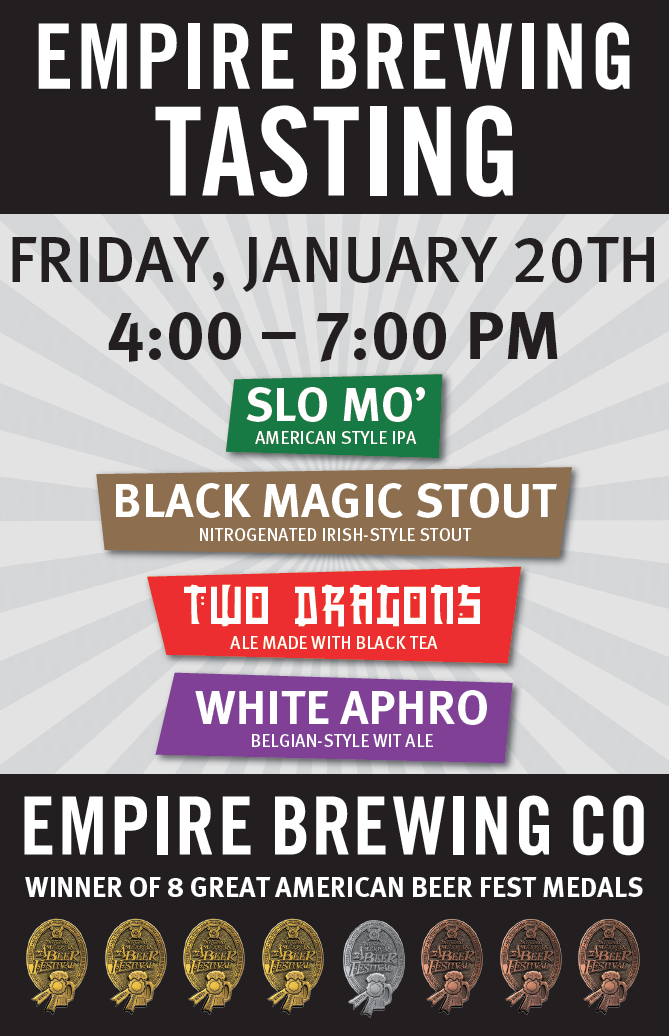 EMPIRE BREWING
TASTING
FRIDAY, JANUARY 20TH
4:00 – 7:00 PM
SLO MO’
AMERICAN STYLE IPA
BLACK MAGIC STOUT
NITROGENATED IRISH-STYLE STOUT
TWO DRAGONS
ALE MADE WITH BLACK TEA
WHITE APHRO
BELGIAN-STYLE WIT ALE
EMPIRE BREWING CO
WINNER OF 8 GREAT AMERICAN BEER FEST MEDALS